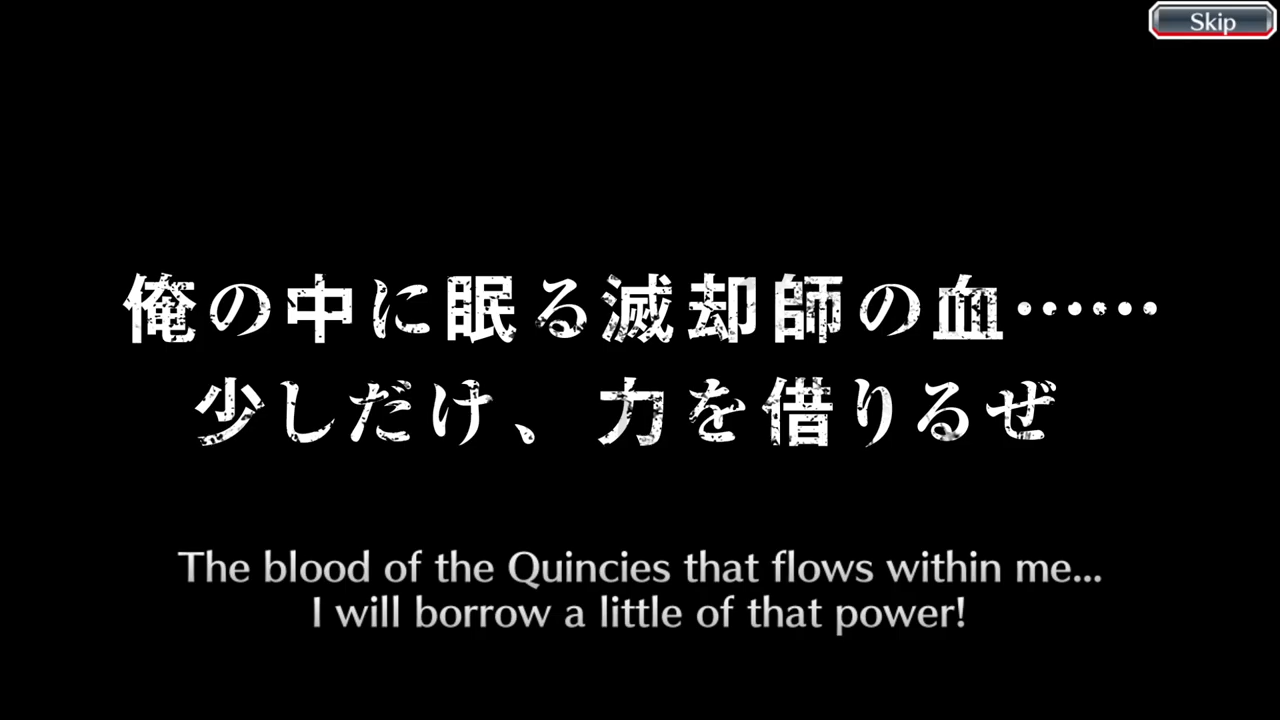 Skip
俺の中に眠る滅却師の血……
少しだけ、力を借りるぜ
The blood of the Quincies that flows within me...
I will borrow a little of that power!